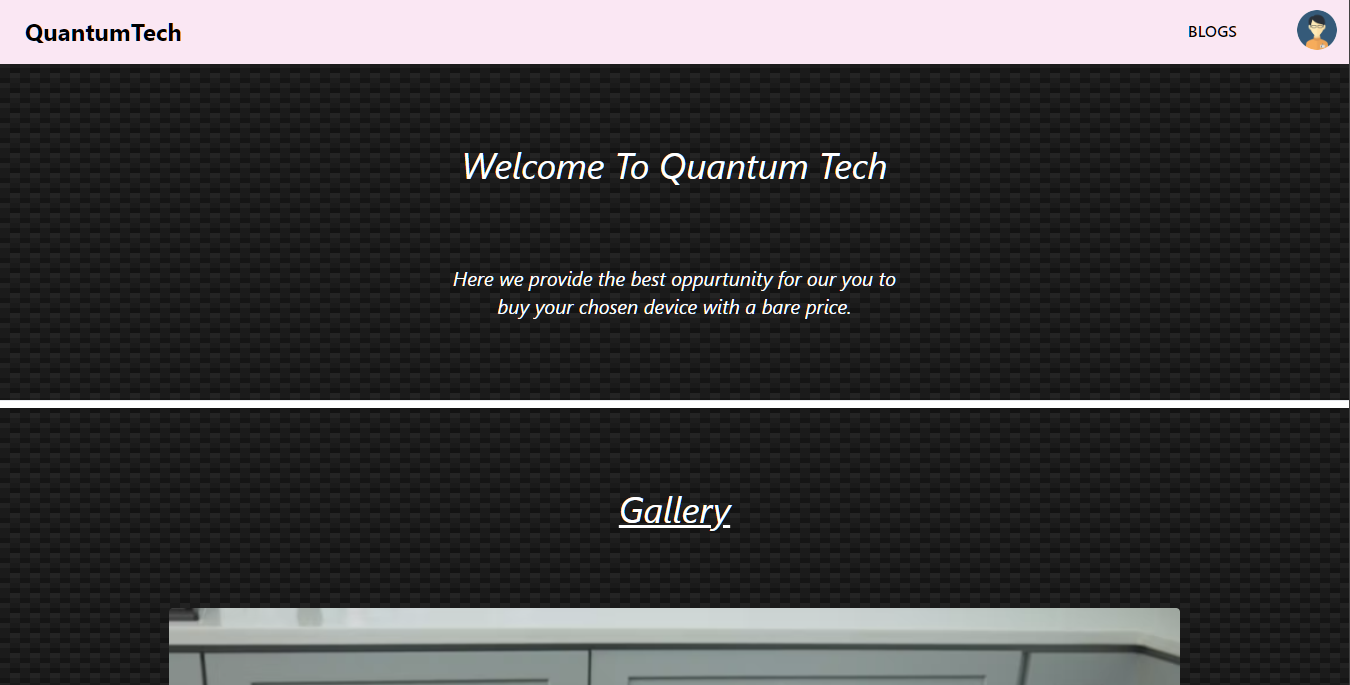 QuantumTech
BLOGS
Welcome To Quantum Tech
Here we provide the best oppurtunity for our you to
buy your chosen device with a bare price.
Gallery